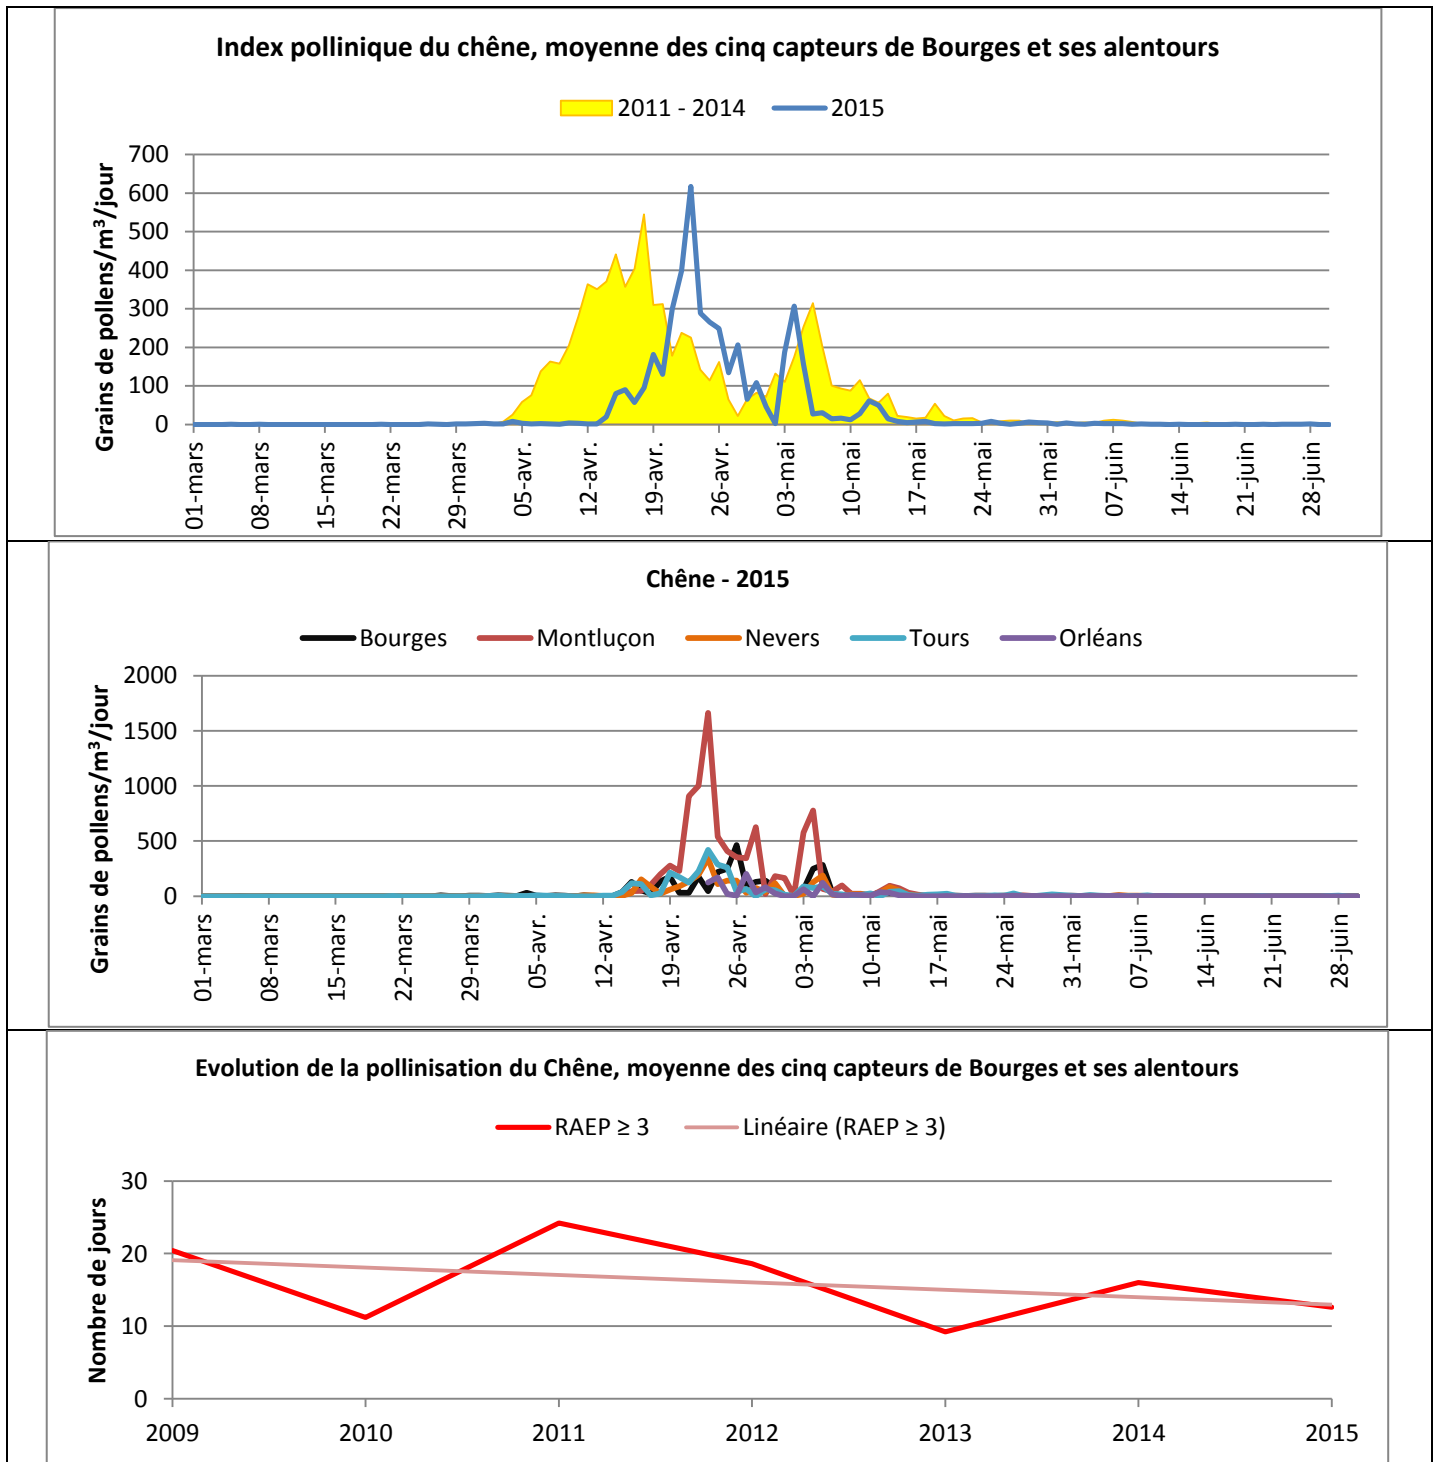 Index pollinique du chêne, moyenne des cinq capteurs de Bourges et ses alentours
2011 - 2014
2015
Grains de pollens/m³/jour
700
600
500
400
300
200
100
0
01-mars
08-mars
15-mars
22-mars
29-mars
05-avr.
12-avr.
19-avr.
26-avr.
03-mai
10-mai
17-mai
24-mai
31-mai
07-juin
14-juin
21-juin
28-juin
Chêne - 2015
Bourges
Montluçon
Nevers
Tours
Orléans
Grains de pollens/m³/jour
2000
1500
1000
500
0
01-mars
08-mars
15-mars
22-mars
29-mars
05-avr.
12-avr.
19-avr.
26-avr.
03-mai
10-mai
17-mai
24-mai
31-mai
07-juin
14-juin
21-juin
28-juin
Evolution de la pollinisation du Chêne, moyenne des cinq capteurs de Bourges et ses alentours
RAEP ≥ 3
Linéaire (RAEP ≥ 3)
Nombre de jours
30
20
10
0
2009
2010
2011
2012
2013
2014
2015